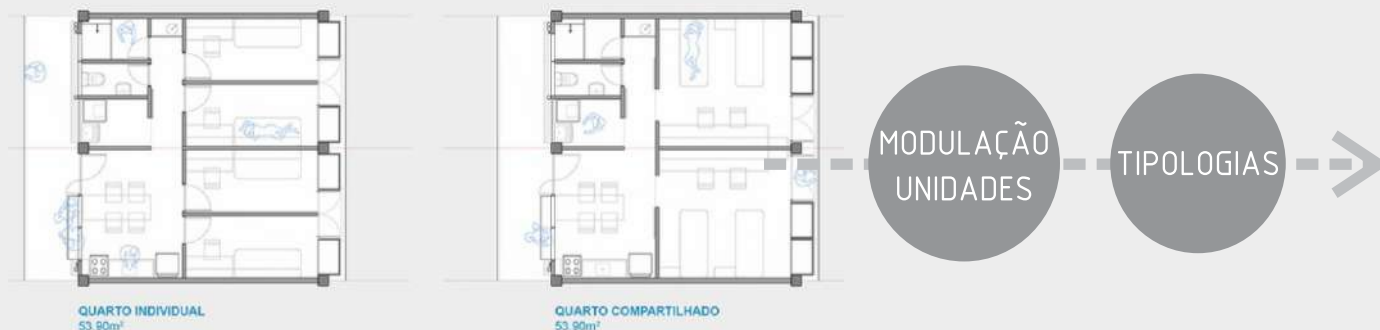 QUARTO INDIVIDUAL
53.90m²
QUARTO COMPARTILHADO
53.90m²
MODULAÇÃO
UNIDADES
TIPOLOGIAS